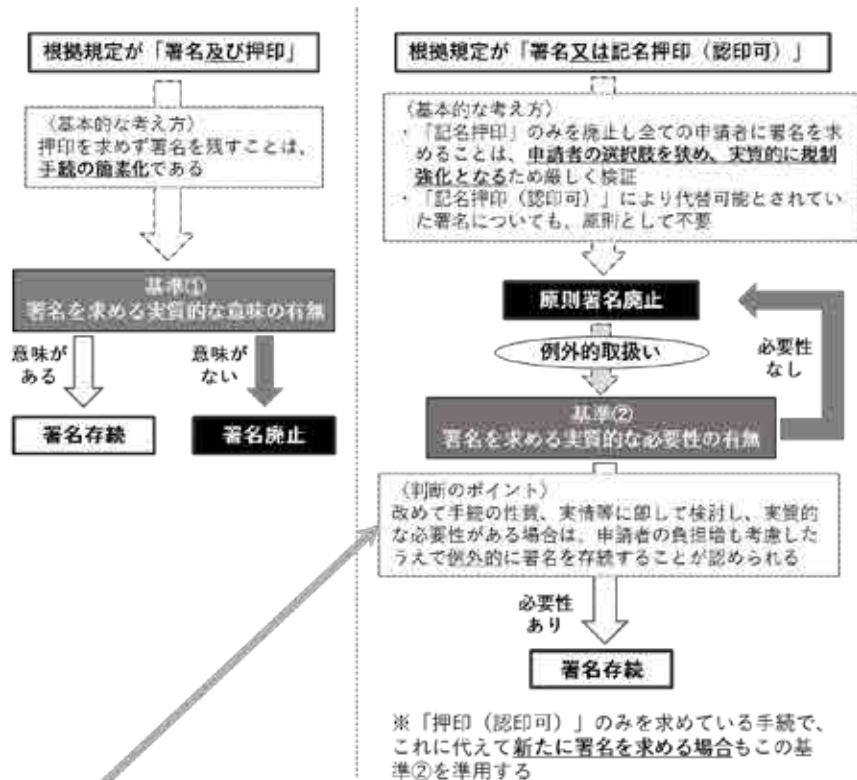 根拠規定が「署名及び押印」
〈基本的な考え方〉
押印を求めず署名を残すことは、
手続の簡素化である
基準①
署名を求める実質的な意味の有無
意味が
ある
意味が
ない
署名存続
署名廃止
根拠規定が「署名又は記名押印（認印可）」
〈基本的な考え方〉
・「記名押印」のみを廃止し全ての申請者に署名を求
めることは、申請者の選択肢を狭め、実質的に規制
強化となるため厳しく検証
・「記名押印（認印可）」により代替可能とされてい
た署名についても、原則として不要
原則署名廃止
例外的取扱い
必要性
なし
基準②
署名を求める実質的な必要性の有無
〈判断のポイント〉
改めて手続の性質、実情等に即して検討し、実質的
な必要性がある場合は、申請者の負担増も考慮した
うえで例外的に署名を存続することが認められる
必要性
あり
署名存続
※「押印（認印可）」のみを求めている手続で、
これに代えて新たに署名を求める場合もこの基
準②を準用する